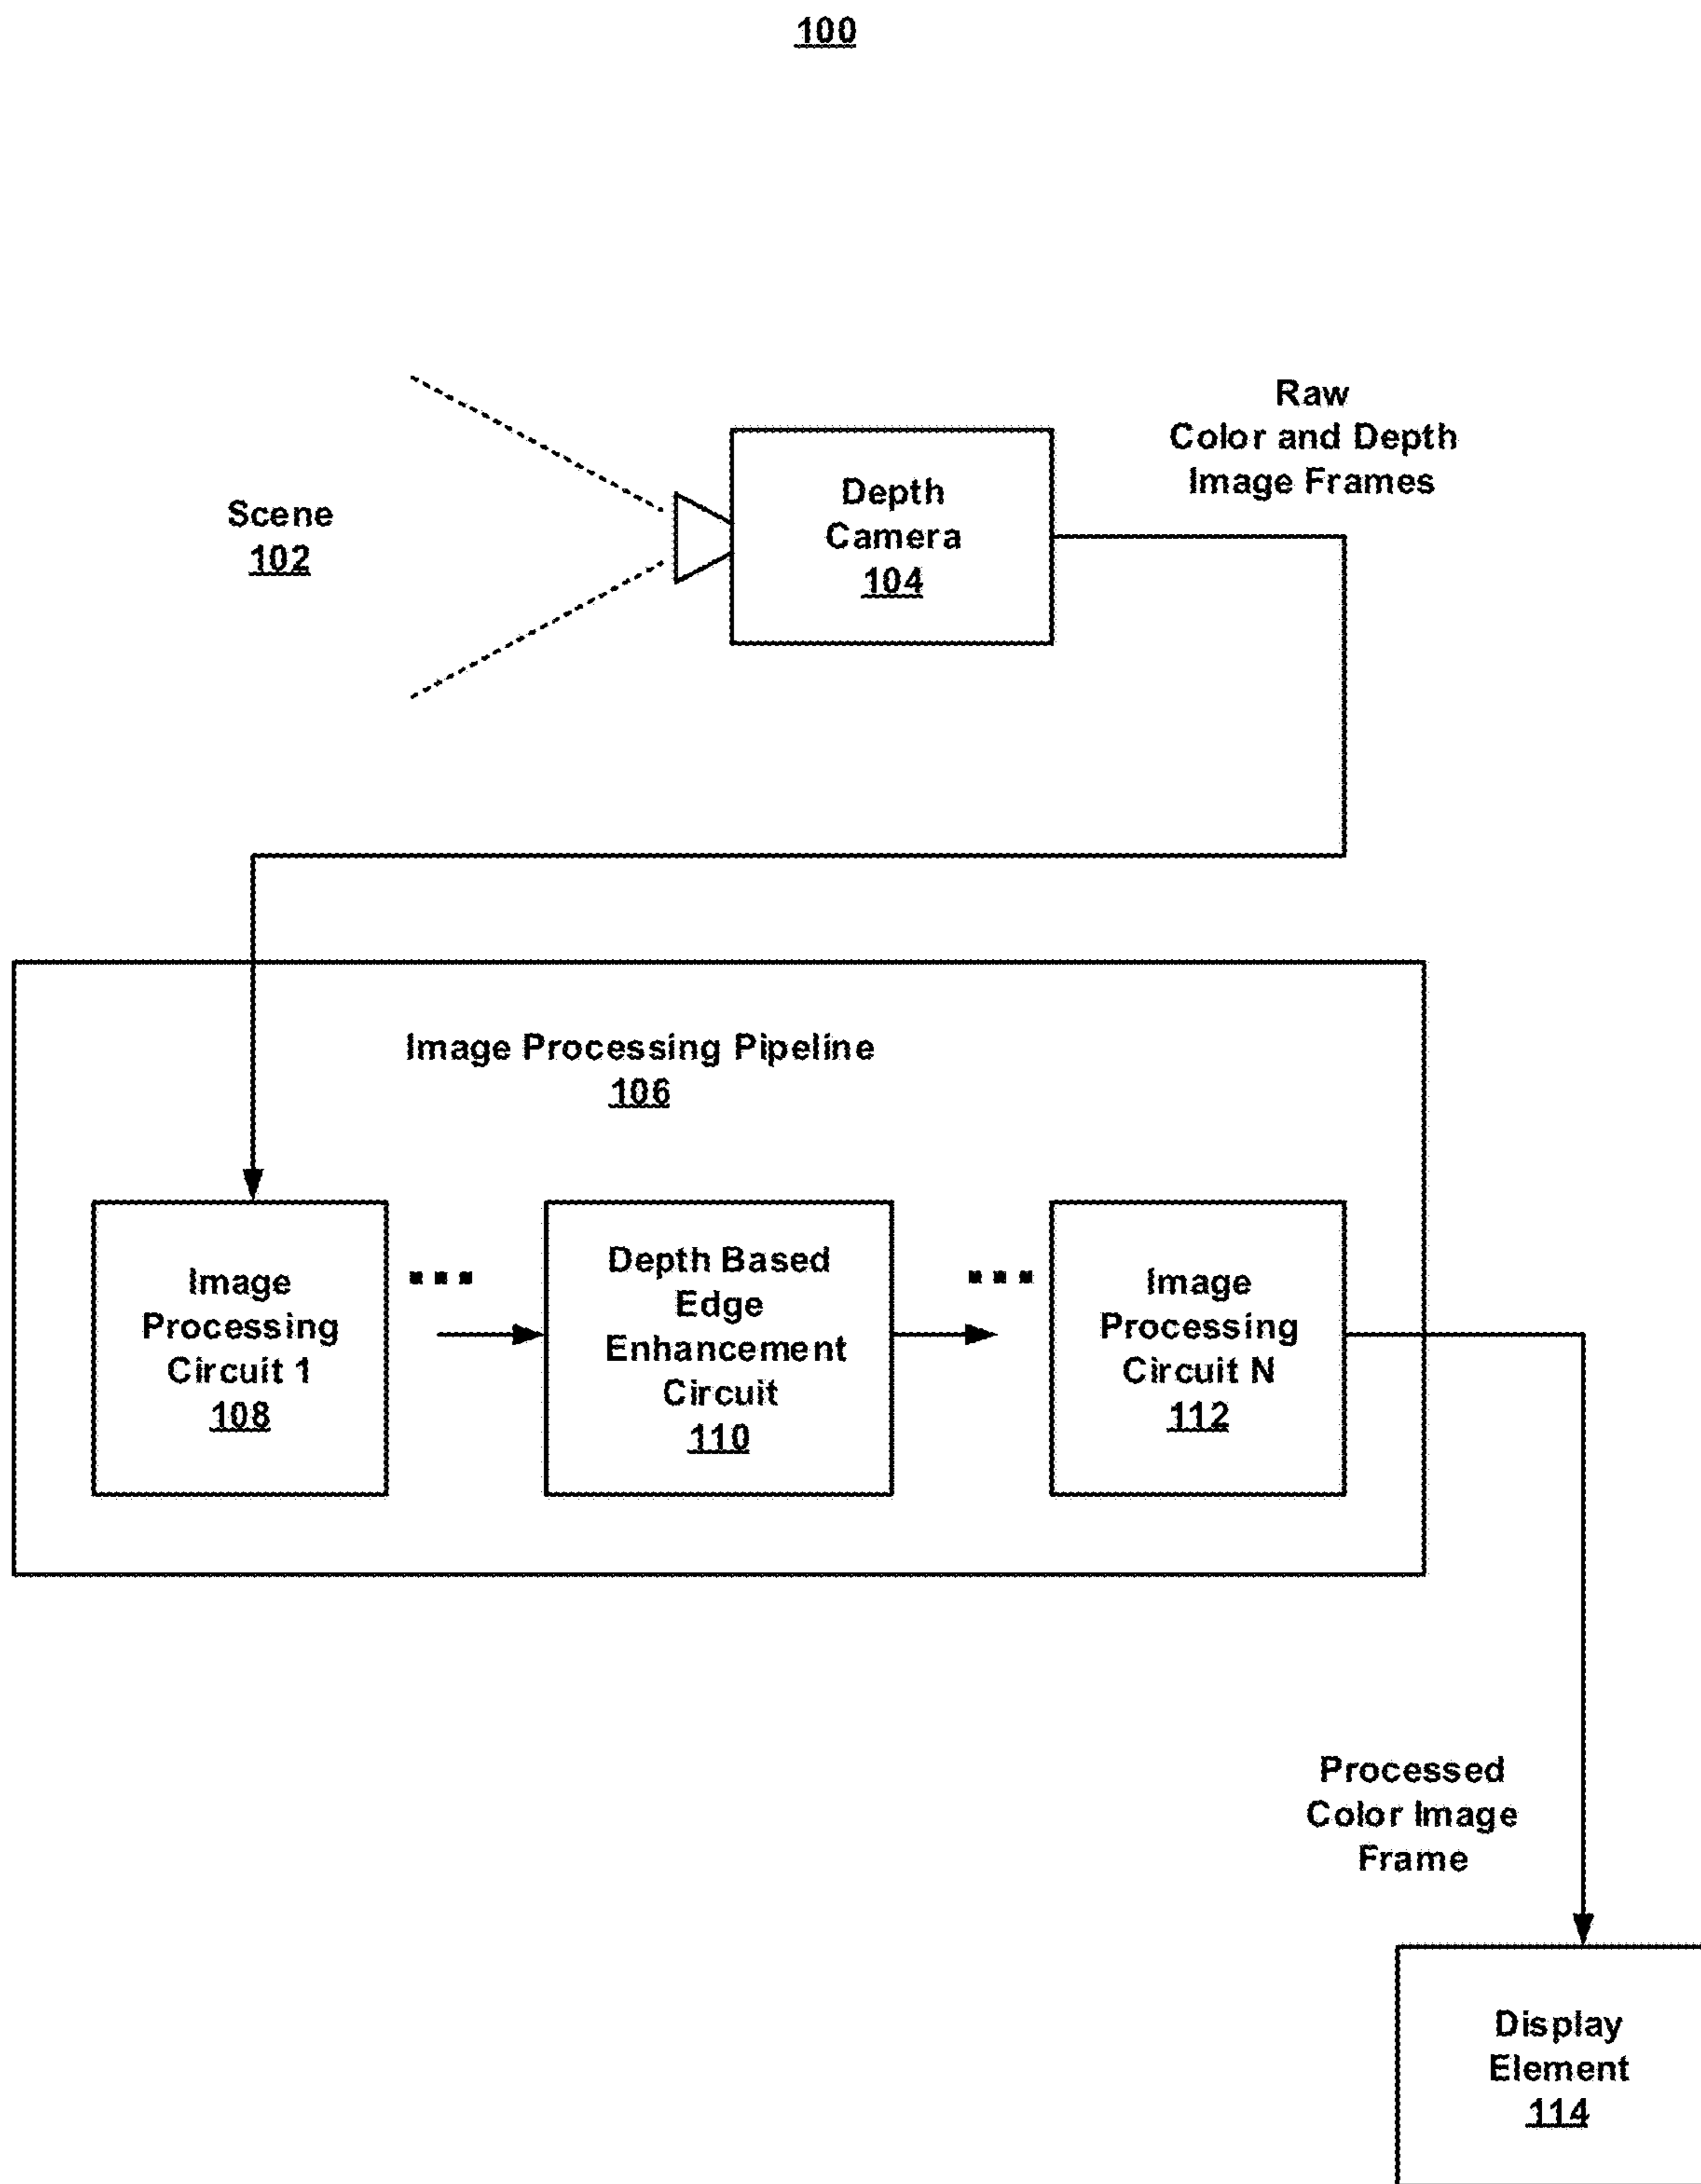 100
Raw
Color and Depth
Image Frames
Scene
102
Depth
Camera
104
Image Processing Pipeline
106
Image
Processing
Circuit 1
108
Depth Based
Edge
Enhancement
Circuit
110
Image
Processing
Circuit N
112
Processed
Color Image
Frame
Display
Element
114